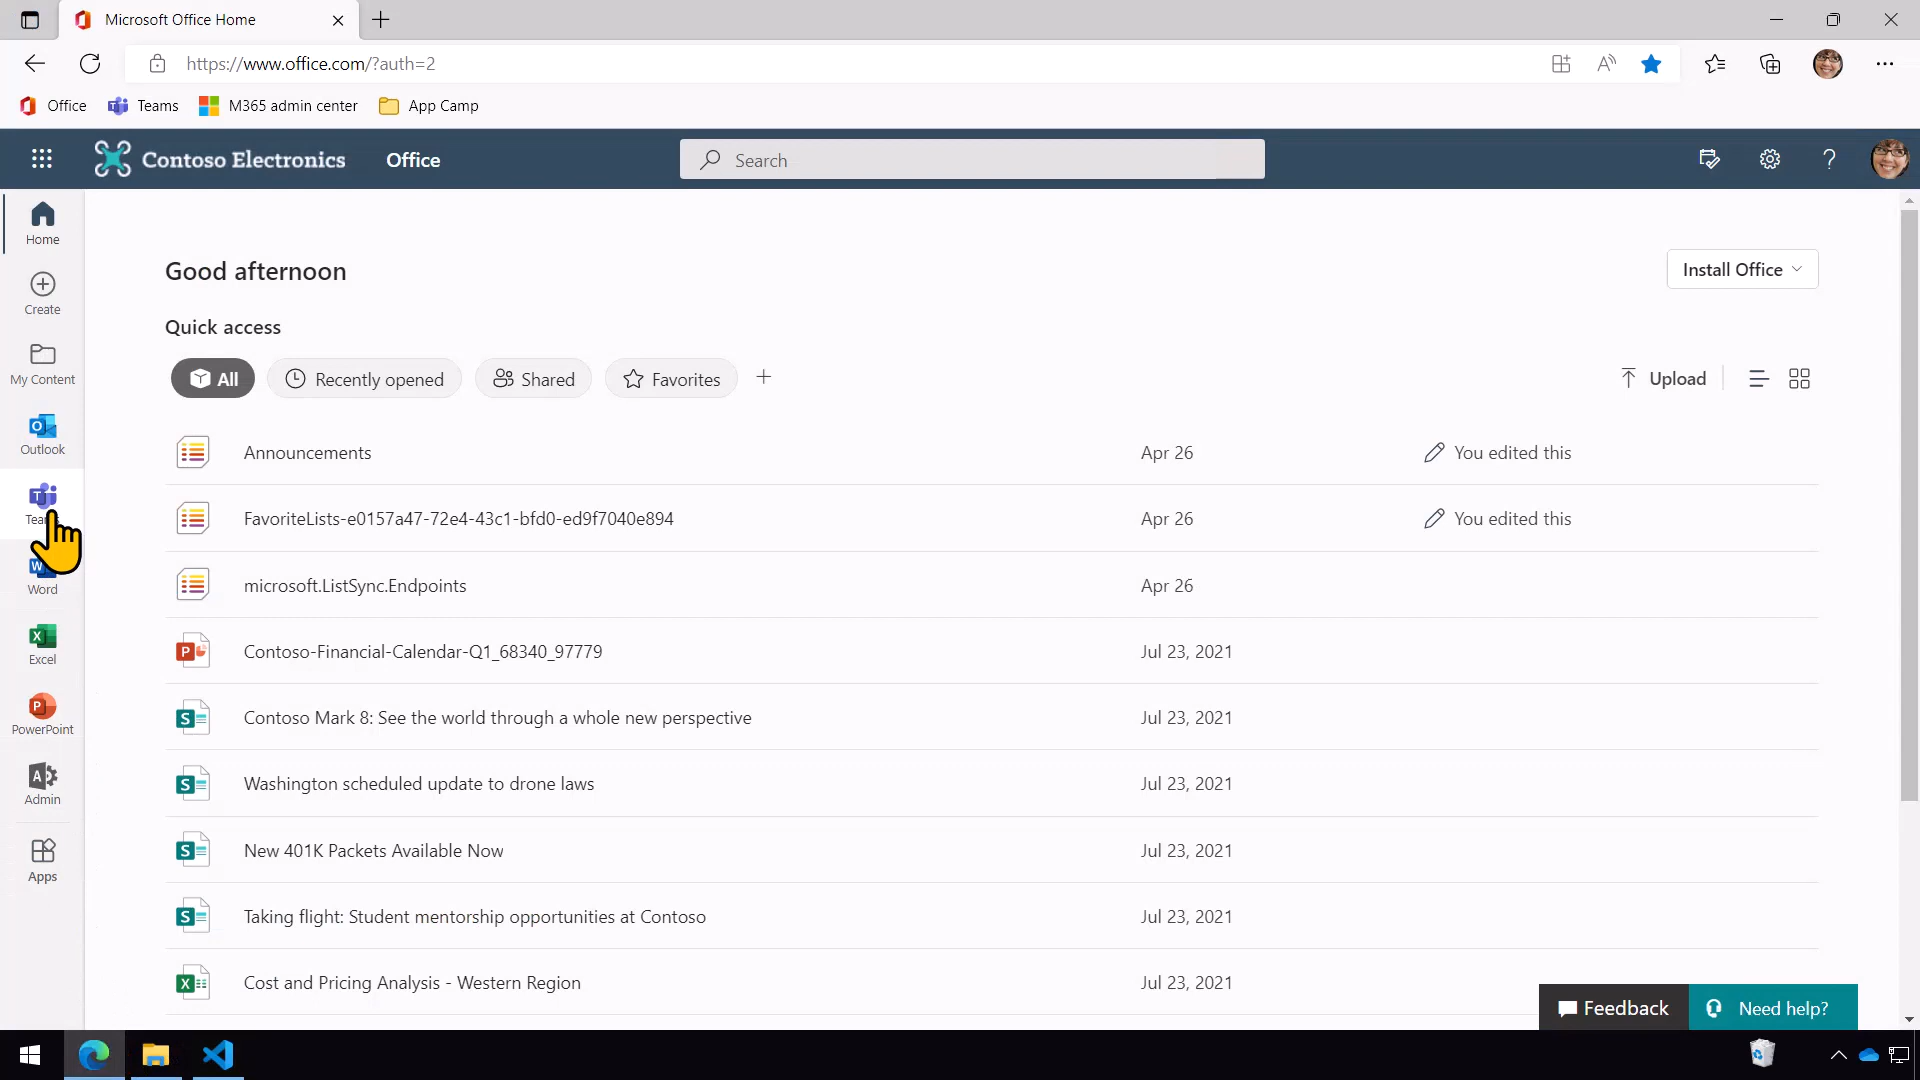 Microsoft Office Home
https://www.office.com/?auth=2
Office
Teams
M365 admin center
App Camp
Contoso Electronics
Office
Search
Home
Create
My Content
Outlook
Word
Excel
PowerPoint
Admin
Apps
Good afternoon
Install Office
Quick access
All
Recently opened
Shared
Favorites
Upload
Announcements Apr 26 You edited this
FavoriteLists-e0157a47-72e4-43c1-bfd0-ed9f7040e894 Apr 26 You edited this
microsoft.ListSync.Endpoints Apr 26
Contoso-Financial-Calendar-Q1_68340_97779 Jul 23, 2021
Contoso Mark 8: See the world through a whole new perspective Jul 23, 2021
Washington scheduled update to drone laws Jul 23, 2021
New 401K Packets Available Now Jul 23, 2021
Taking flight: Student mentorship opportunities at Contoso Jul 23, 2021
Cost and Pricing Analysis - Western Region Jul 23, 2021
Feedback
Need help?